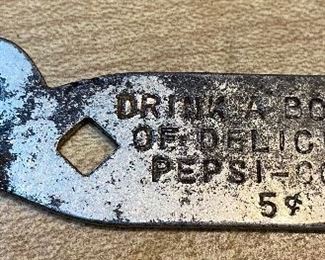 DRINK A BO
OF DELICI
PEPSI-CO
5¢